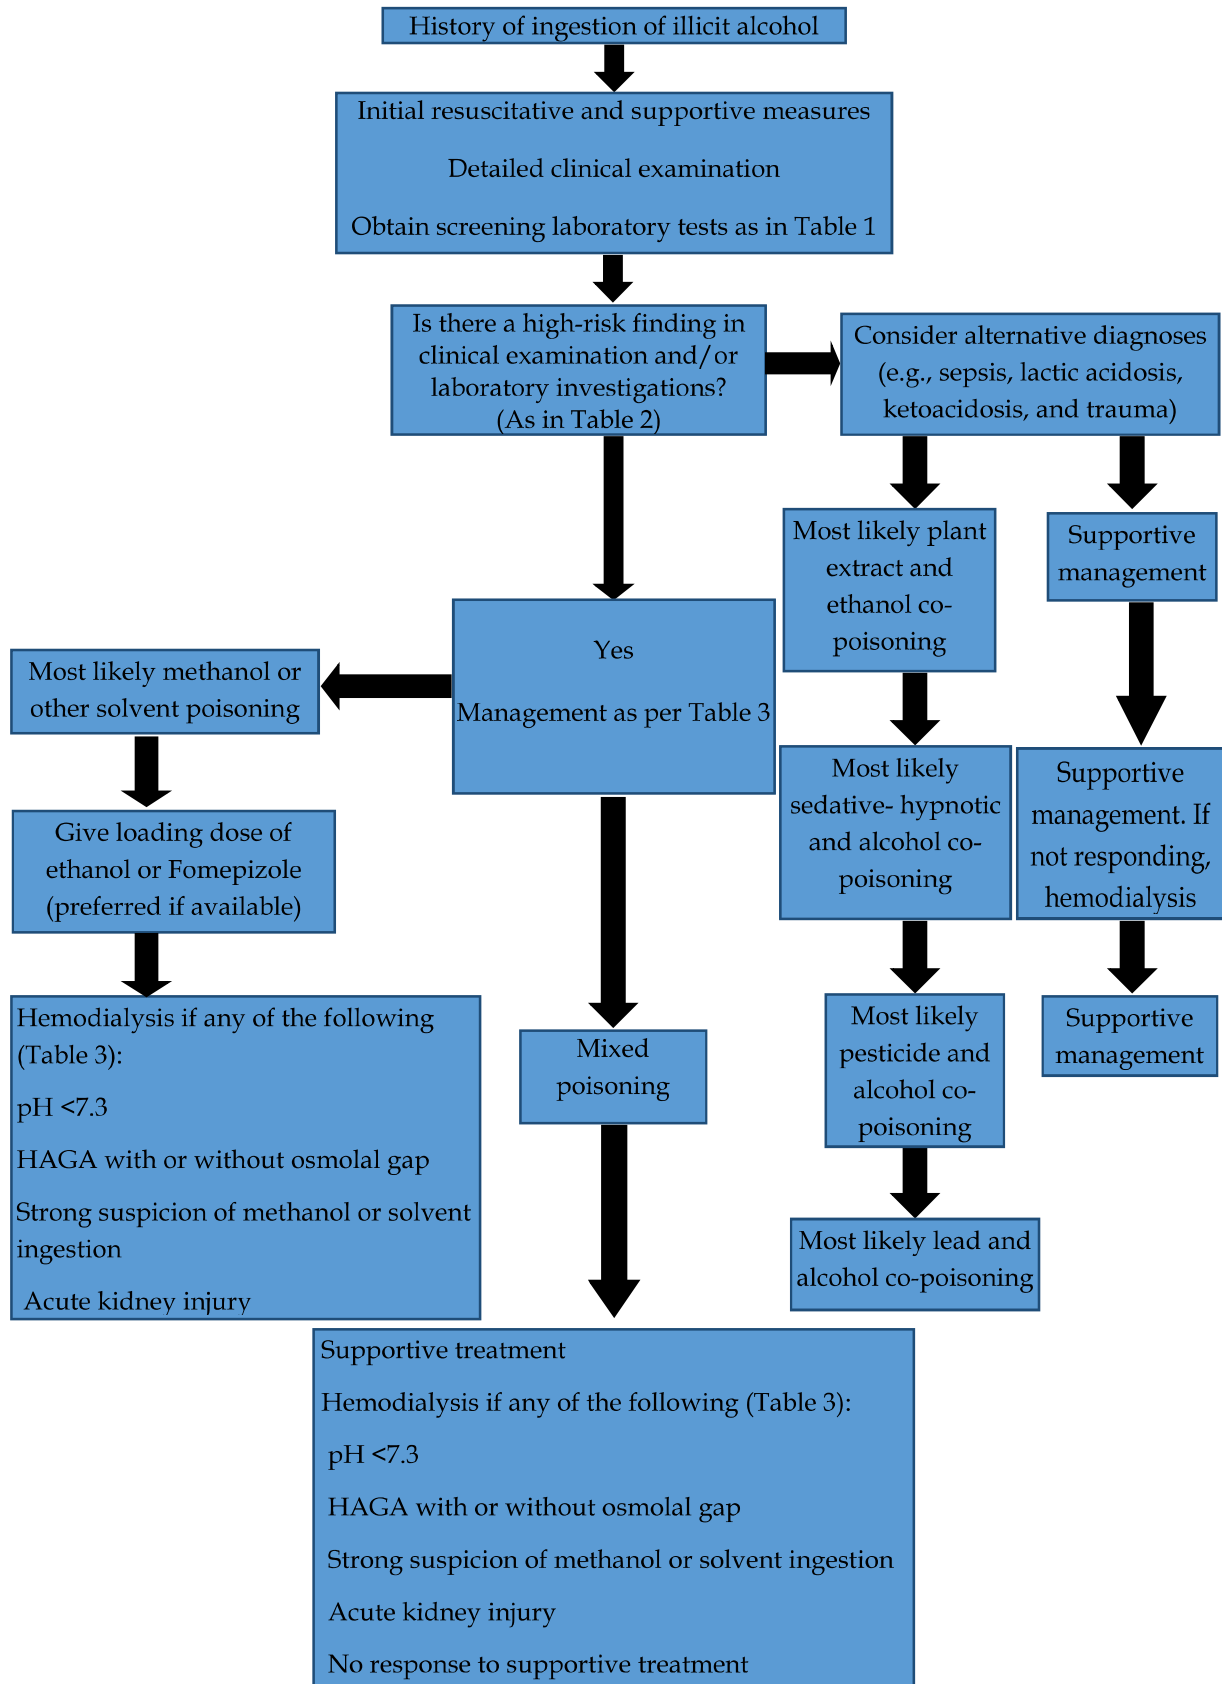 History of ingestion of illicit alcohol
Initial resuscitative and supportive measures
Detailed clinical examination
Obtain screening laboratory tests as in Table 1
Is there a high-risk finding in
clinical examination and/or
laboratory investigations?
(As in Table 2)
Consider alternative diagnoses
(e.g., sepsis, lactic acidosis,
ketoacidosis, and trauma)
Most likely plant
extract and
ethanol co-
poisoning
Supportive
management
Yes
Management as per Table 3
Most likely methanol or
other solvent poisoning
Most likely
sedative- hypnotic
and alcohol co-
poisoning
Supportive
management. If
not responding,
hemodialysis
Give loading dose of
ethanol or Fomepizole
(preferred if available)
Hemodialysis if any of the following
(Table 3):
pH <7.3
HAGA with or without osmolal gap
Strong suspicion of methanol or solvent
ingestion
Acute kidney injury
Mixed
poisoning
Most likely
pesticide and
alcohol co-
poisoning
Supportive
management
Most likely lead and
alcohol co-poisoning
Supportive treatment
Hemodialysis if any of the following (Table 3):
pH <7.3
HAGA with or without osmolal gap
Strong suspicion of methanol or solvent ingestion
Acute kidney injury
No response to supportive treatment